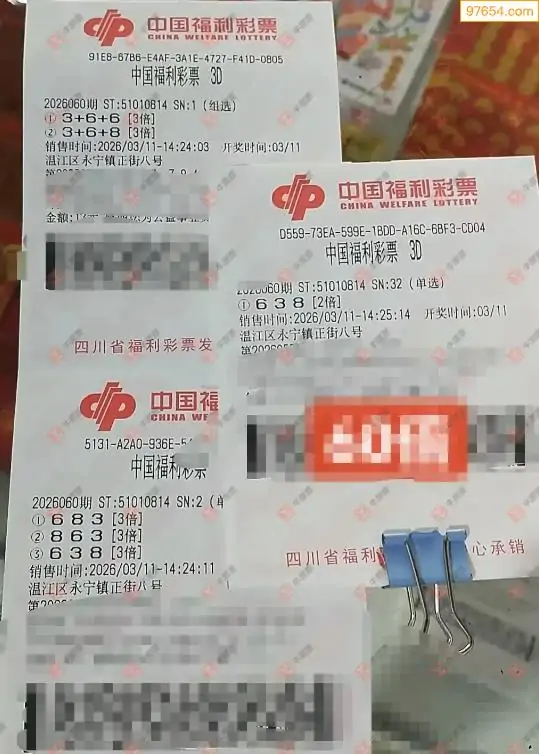 97654.com
中国福利彩票
CHINA WELFARE LOTTERY
91E8-67B6-E4AF-3A1E-4727-F41D-0805
中国福利彩票 3D
2026060期 ST:51010814 SN:1 (组选)
① 3+6+6 [3倍]
② 3+6+8 [3倍]
销售时间:2026/03/11-14:24:03 开奖时间:03/11
温江区永宁镇正街八号
四川省福利彩票发
中国福利彩票
CHINA WELFARE LOTTERY
D559-73EA-599E-1BDD-A16C-6BF3-CD04
中国福利彩票 3D
2026060期 ST:51010814 SN:32 (单选)
① 6 3 8 [2倍]
销售时间:2026/03/11-14:25:14 开奖时间:03/11
温江区永宁镇正街八号
四川省福利
心承销
中国福
CHINA WE
5131-A2A0-936E-5
中国福利彩票
2026060期 ST:51010814 SN:2 (单
① 6 8 3 [3倍]
② 8 6 3 [3倍]
③ 6 3 8 [3倍]
销售时间:2026/03/11-14:24:11
温江区永宁镇正街八号